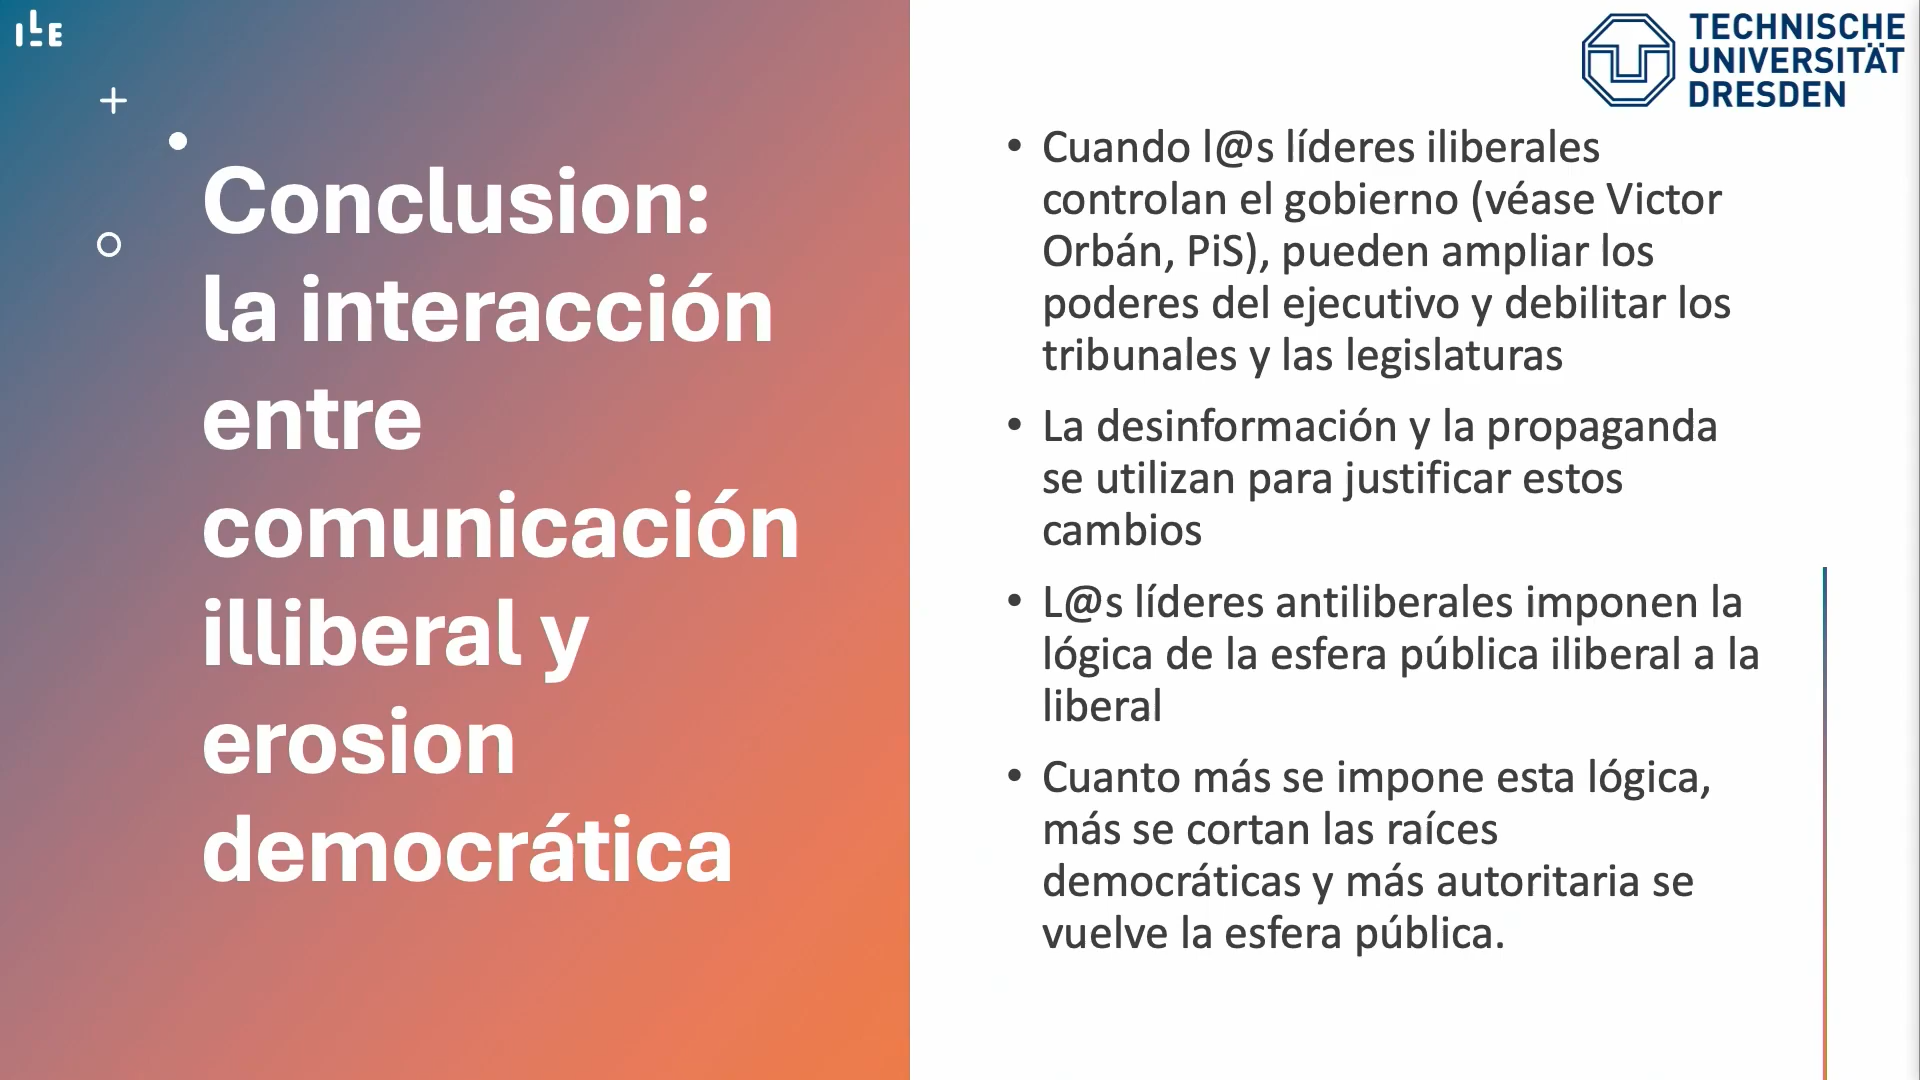 ILE
TECHNISCHE
UNIVERSITÄT
DRESDEN
Conclusion:
la interacción
entre
comunicación
illiberal y
erosion
democrática
• Cuando l@s líderes iliberales
controlan el gobierno (véase Victor
Orbán, PiS), pueden ampliar los
poderes del ejecutivo y debilitar los
tribunales y las legislaturas
• La desinformación y la propaganda
se utilizan para justificar estos
cambios
• L@s líderes antiliberales imponen la
lógica de la esfera pública iliberal a la
liberal
• Cuanto más se impone esta lógica,
más se cortan las raíces
democráticas y más autoritaria se
vuelve la esfera pública.